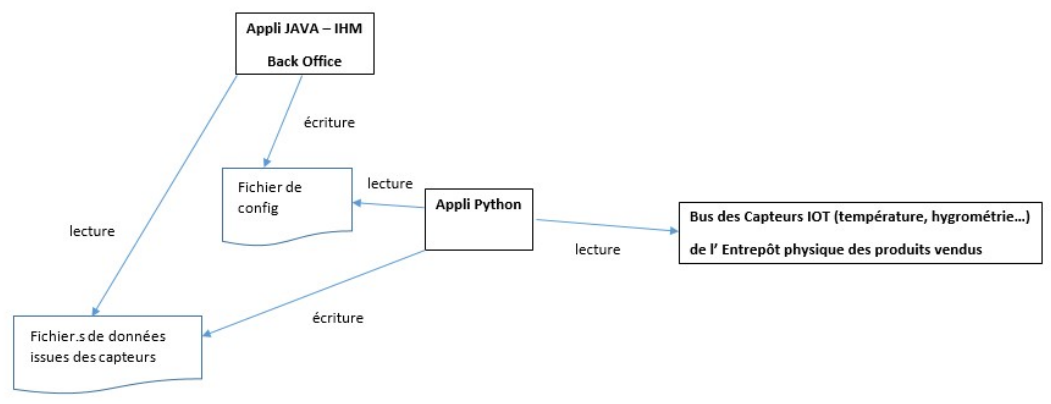 Appli JAVA – IHM
Back Office
écriture
Fichier de
config
lecture
Appli Python
Bus des Capteurs IOT (température, hygrométrie…)
de l’ Entrepôt physique des produits vendus
lecture
lecture
écriture
Fichier.s de données
issues des capteurs